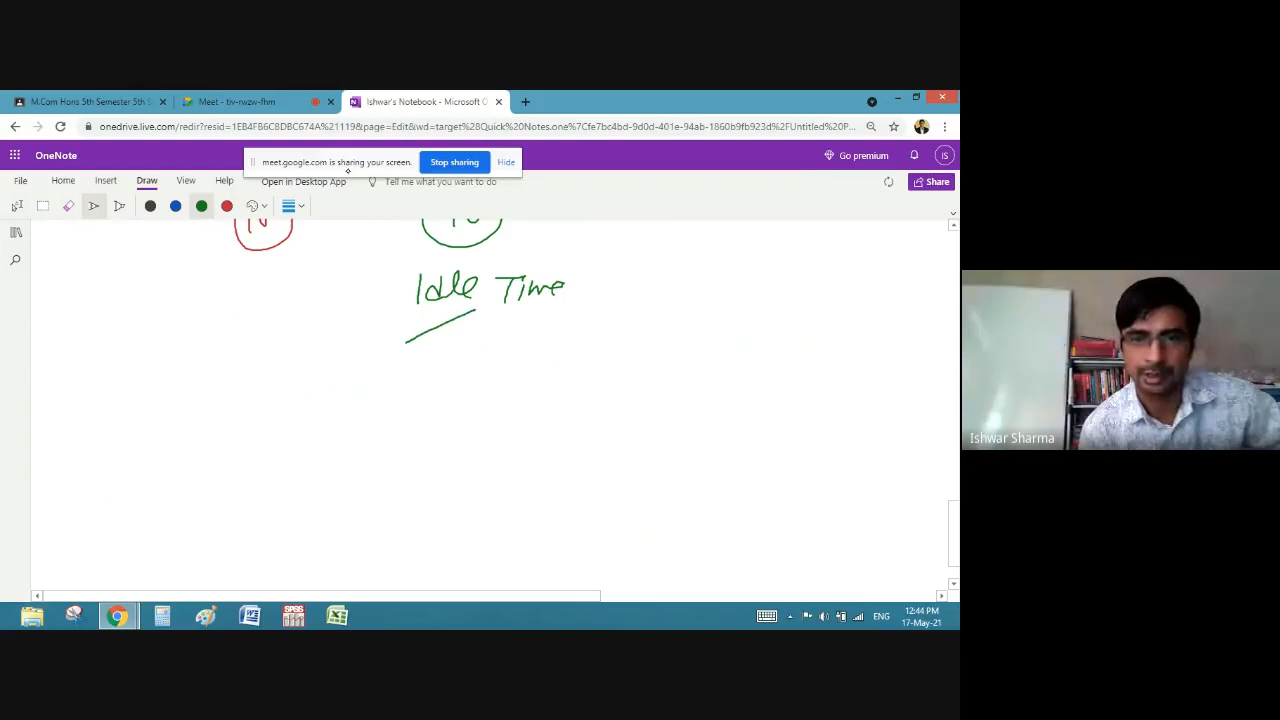 M.Com Hons 5th Semester 5th S
Meet - tiv-rwzw-fhm
Ishwar's Notebook - Microsoft O
onedrive.live.com/redir?resid=1EB4FB6C8DBC674A%21119&page=Edit&wd=target%28Quick%20Notes.one%7Cfe7bc4bd-9d0d-401e-94ab-1860b9fb923d%2FUntitled%20P...
OneNote
meet.google.com is sharing your screen.
Stop sharing
Hide
Go premium
IS
File
Home
Insert
Draw
View
Help
Open in Desktop App
Tell me what you want to do
Share
Idle Time
Ishwar Sharma
SPSS
ENG
12:44 PM
17-May-21